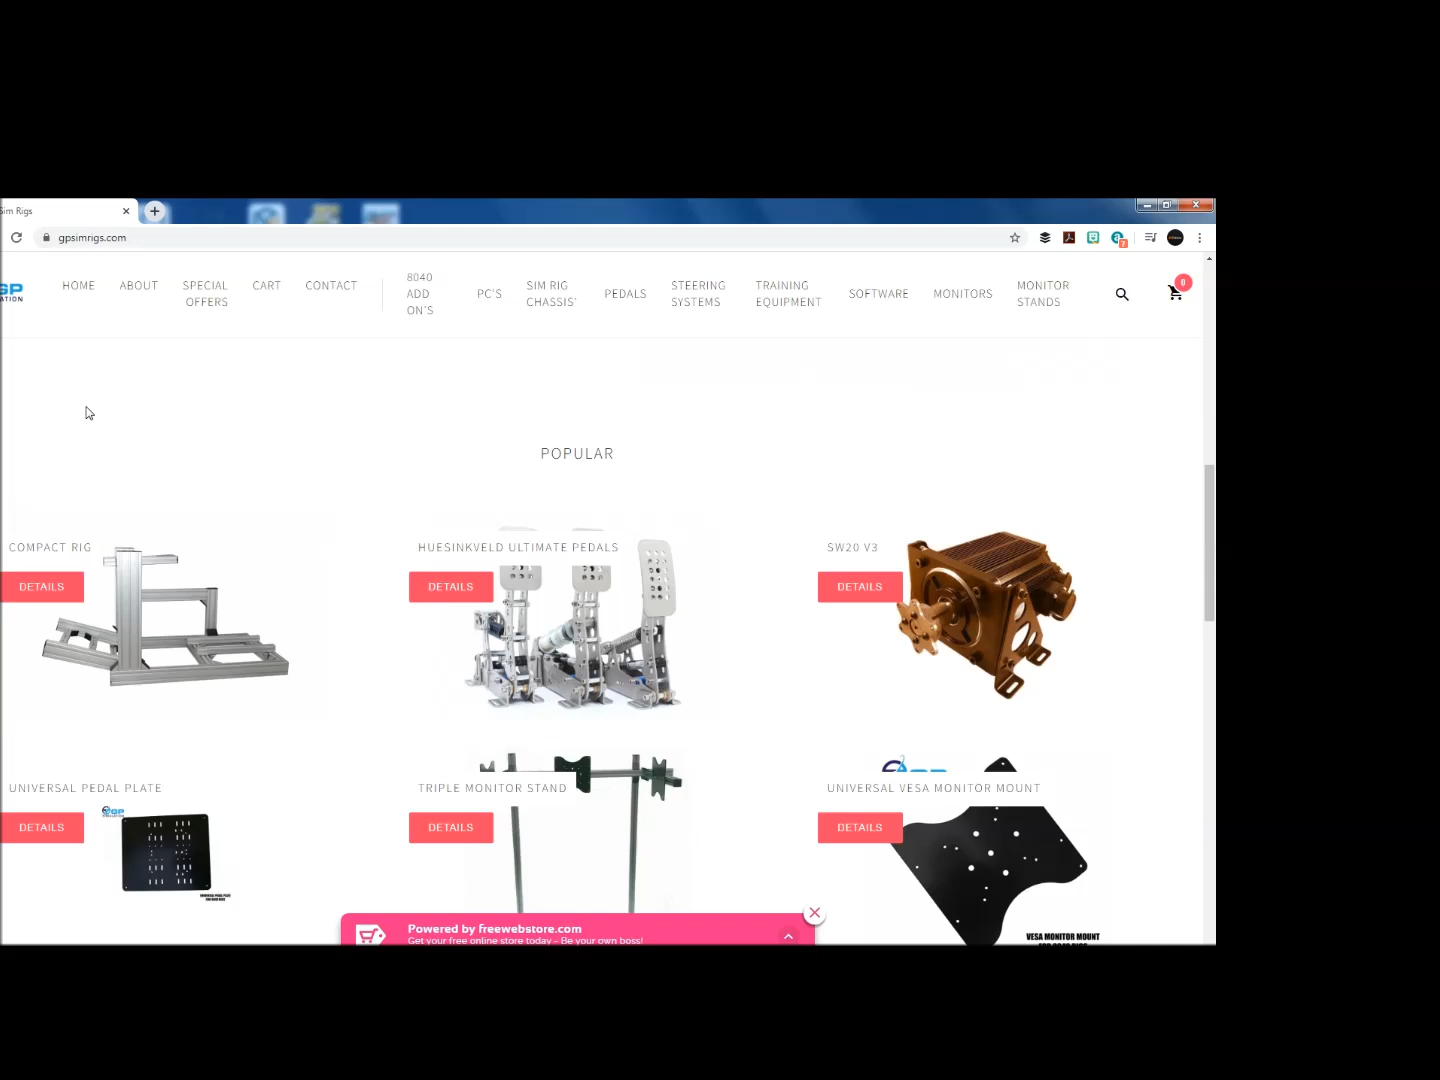 Sim Rigs
gpsimrigs.com
GP
HOME
ABOUT
SPECIAL
OFFERS
CART
CONTACT
8040
ADD
ON'S
PC'S
SIM RIG
CHASSIS'
PEDALS
STEERING
SYSTEMS
TRAINING
EQUIPMENT
SOFTWARE
MONITORS
MONITOR
STANDS
0
POPULAR
COMPACT RIG
DETAILS
HUESINKVELD ULTIMATE PEDALS
DETAILS
SW20 V3
DETAILS
UNIVERSAL PEDAL PLATE
DETAILS
TRIPLE MONITOR STAND
DETAILS
UNIVERSAL VESA MONITOR MOUNT
DETAILS
VESA MONITOR MOUNT
Powered by freewebstore.com
Get your free online store today - Be your own boss!